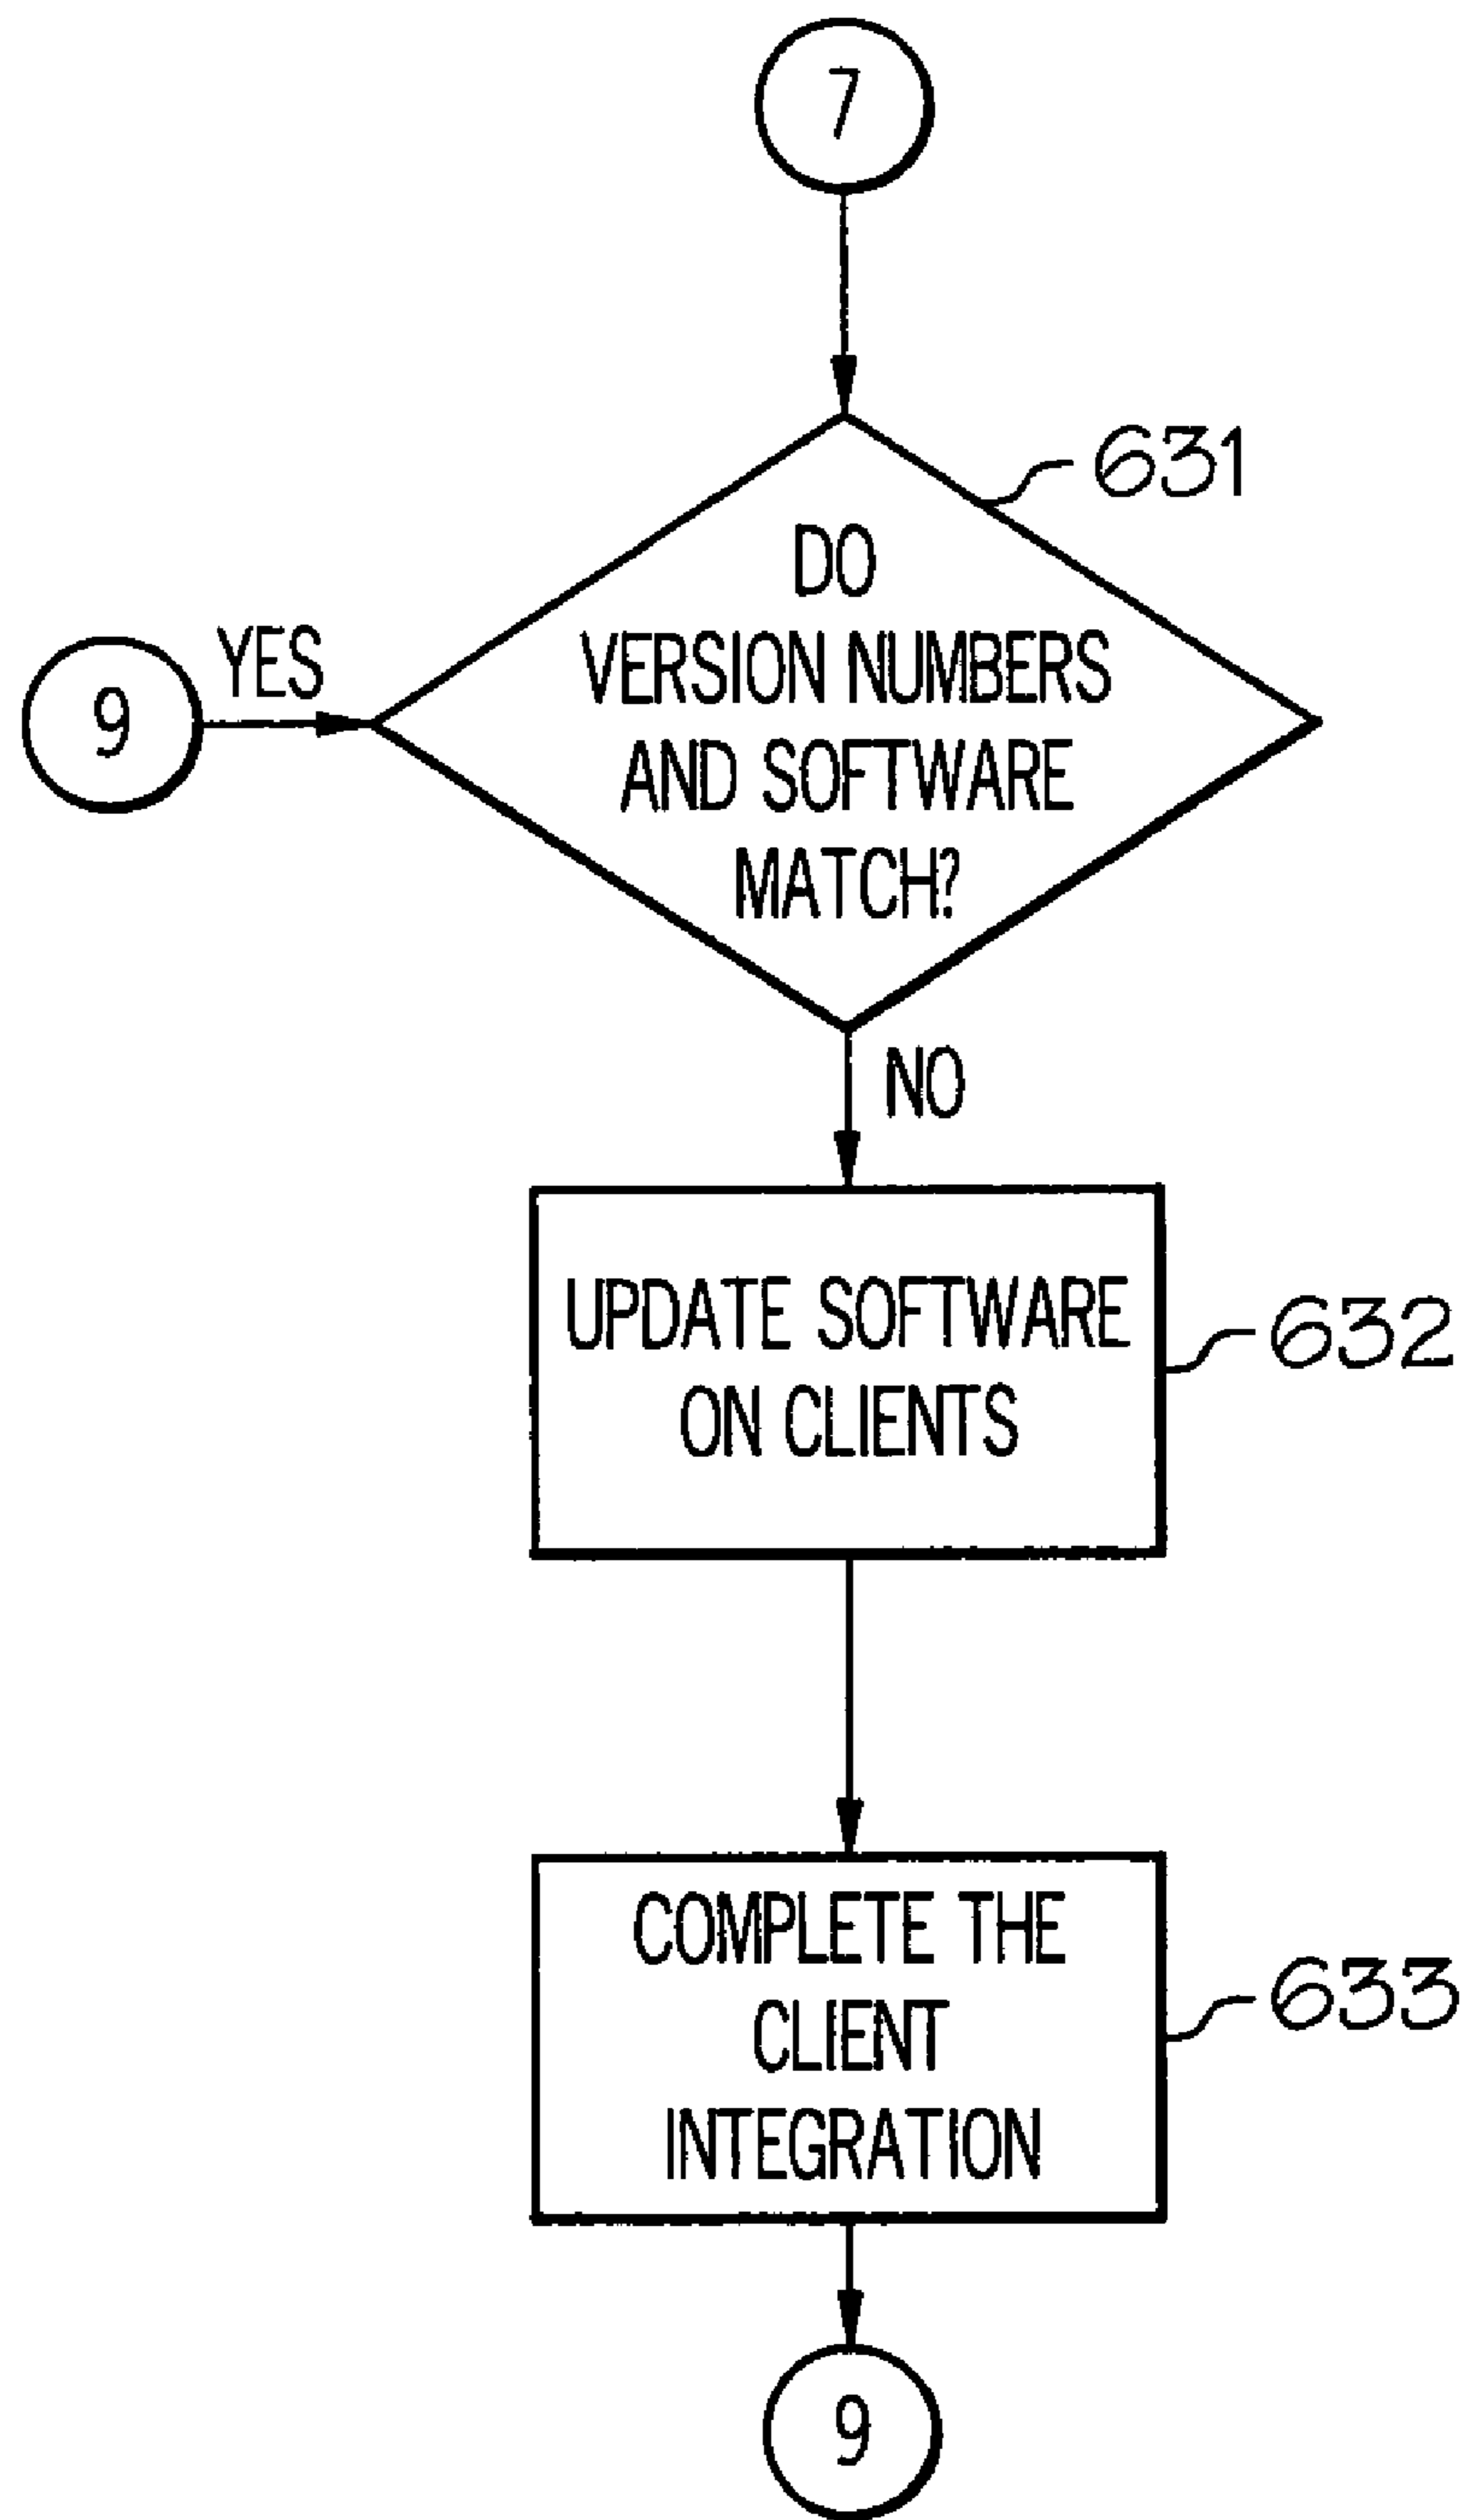 7
631
DO
VERSION NUMBERS
AND SOFTWARE
MATCH?
YES
9
NO
UPDATE SOFTWARE
ON CLIENTS
632
COMPLETE THE
CLIENT
INTEGRATION
633
9